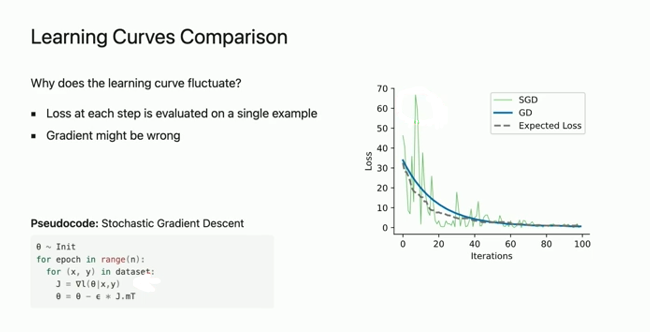 Learning Curves Comparison
Why does the learning curve fluctuate?
▪ Loss at each step is evaluated on a single example
▪ Gradient might be wrong
Pseudocode: Stochastic Gradient Descent
θ ~ Init
for epoch in range(n):
for (x, y) in dataset:
J = ∇l(θ|x,y)
θ = θ − ϵ * J.mT
70
60
50
40
30
20
10
0
Loss
0 20 40 60 80 100
Iterations
SGD
GD
Expected Loss